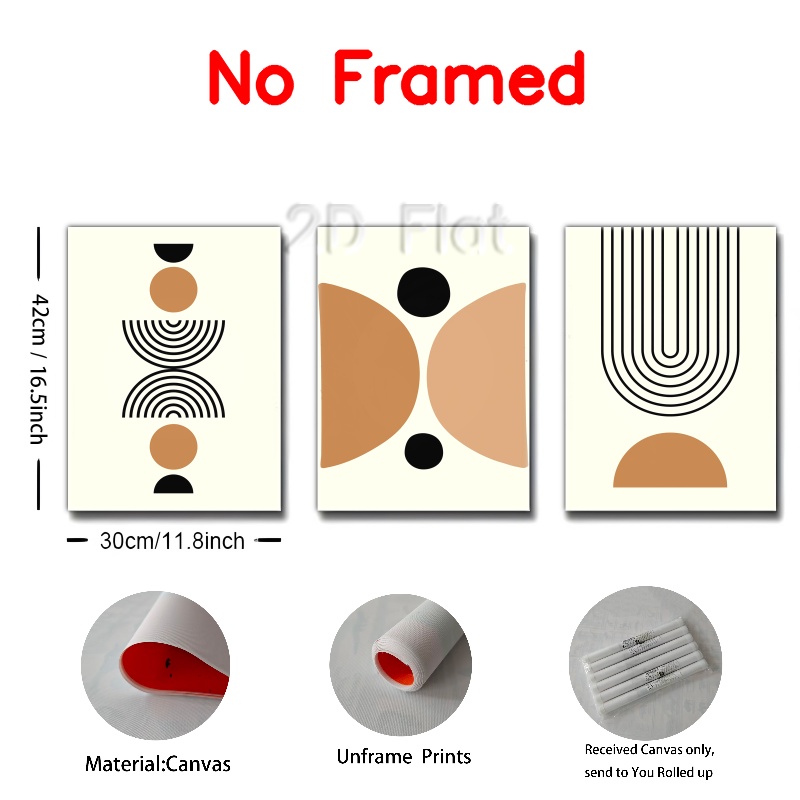 No Framed
2D Flat
42cm / 16.5inch
30cm/11.8inch
Material:Canvas
Unframe Prints
Received Canvas only,
send to You Rolled up